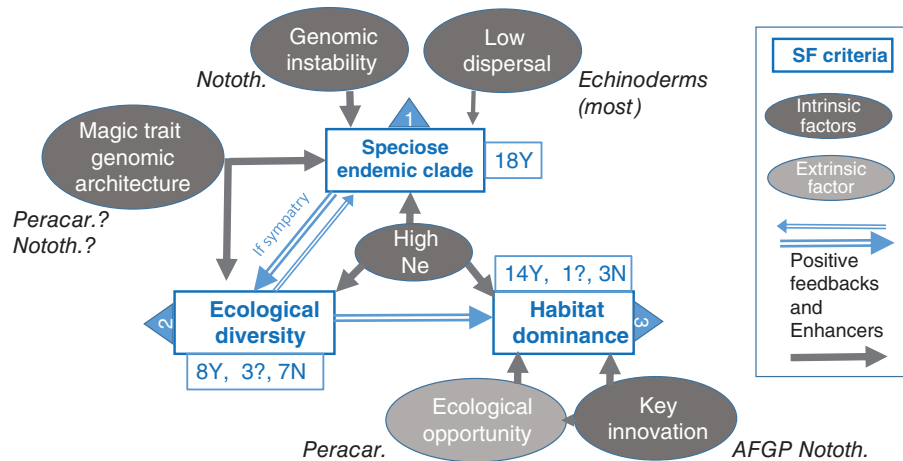 Genomic
instability
Low
dispersal
Nototh.
Echinoderms
(most)
Magic trait
genomic
architecture
1
Speciose
endemic clade
18Y
Peracar.?
Nototh.?
If sympatry
High
Ne
14Y, 1?, 3N
2
Ecological
diversity
Habitat
dominance
3
8Y, 3?, 7N
Ecological
opportunity
Key
innovation
Peracar.
AFGP Nototh.
SF criteria
Intrinsic
factors
Extrinsic
factor
Positive
feedbacks
and
Enhancers